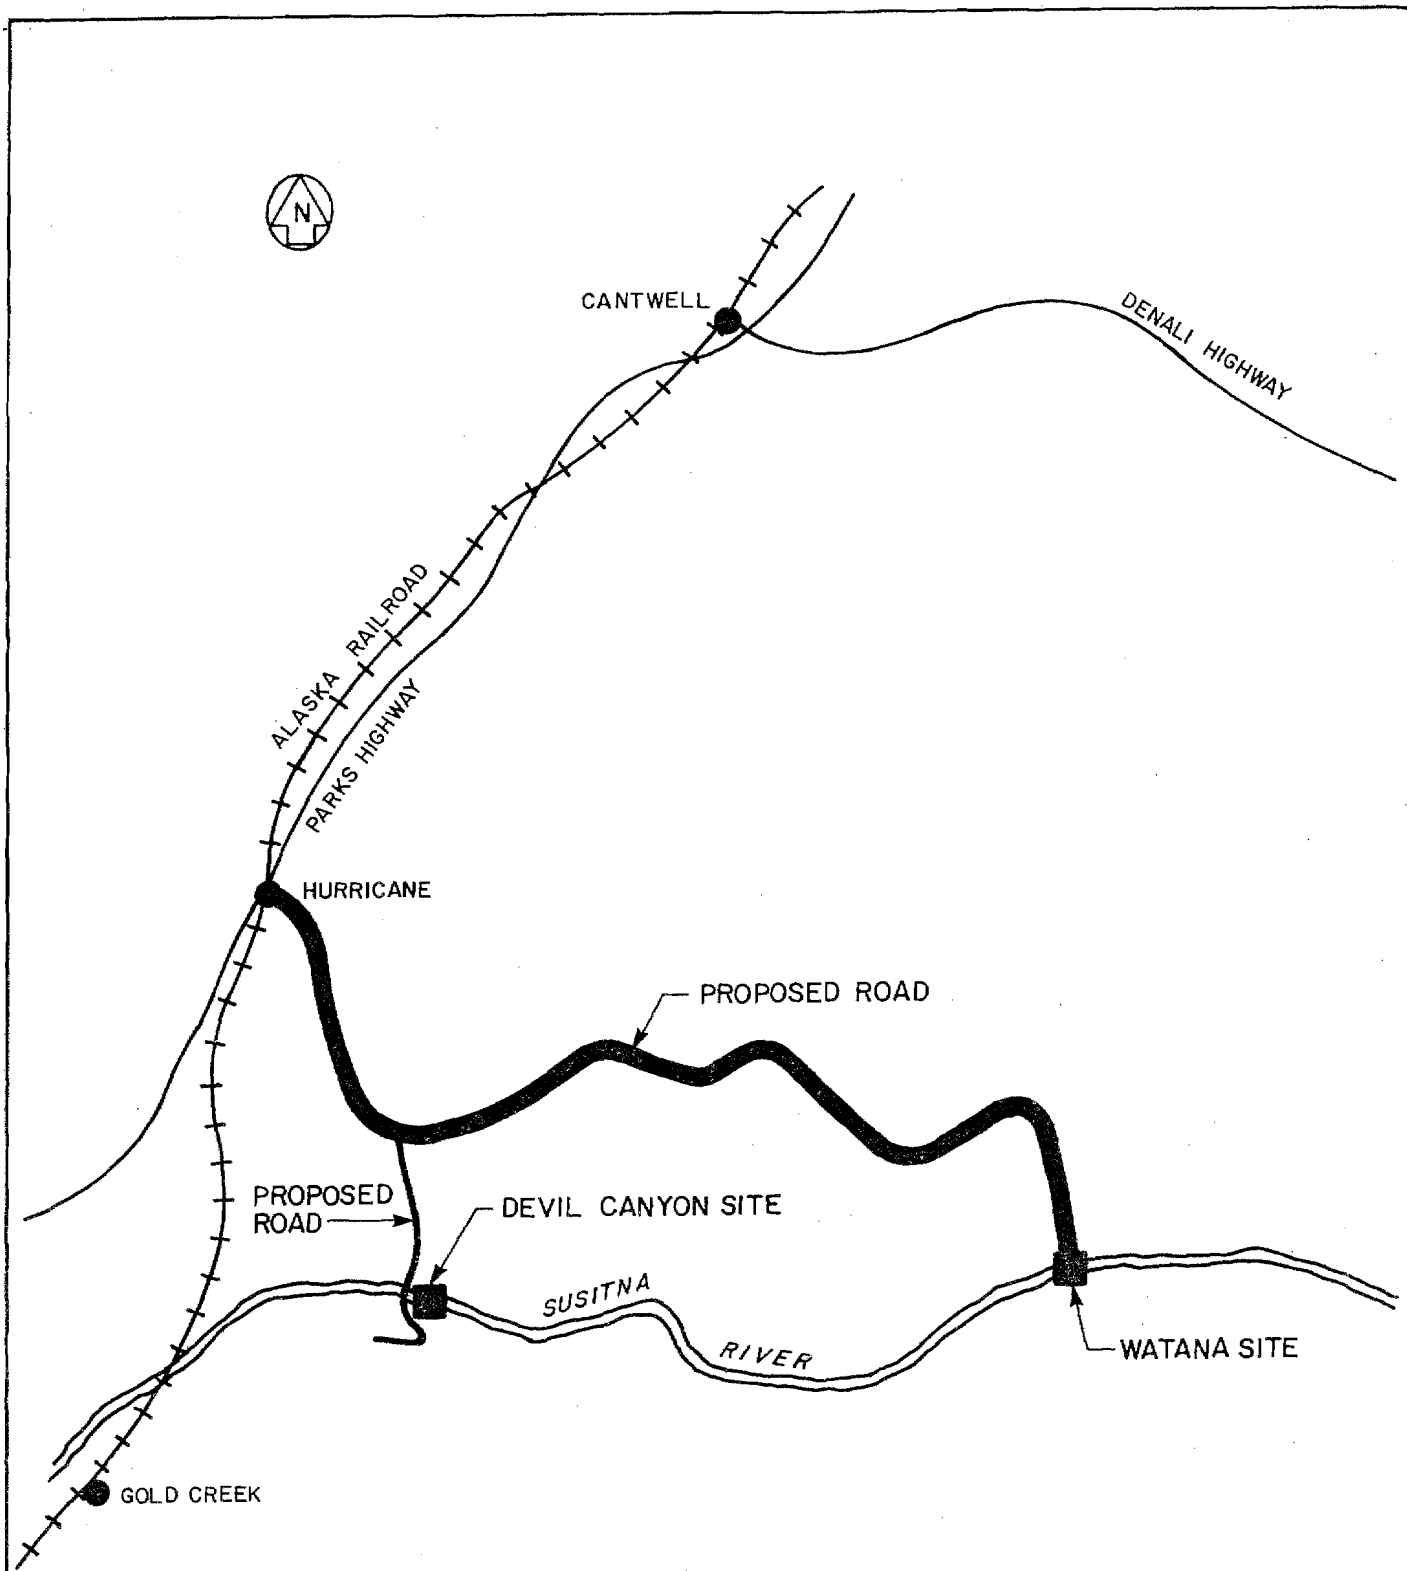 N
CANTWELL
DENALI HIGHWAY
ALASKA RAILROAD
PARKS HIGHWAY
HURRICANE
PROPOSED ROAD
PROPOSED
ROAD
DEVIL CANYON SITE
SUSITNA
RIVER
WATANA SITE
GOLD CREEK